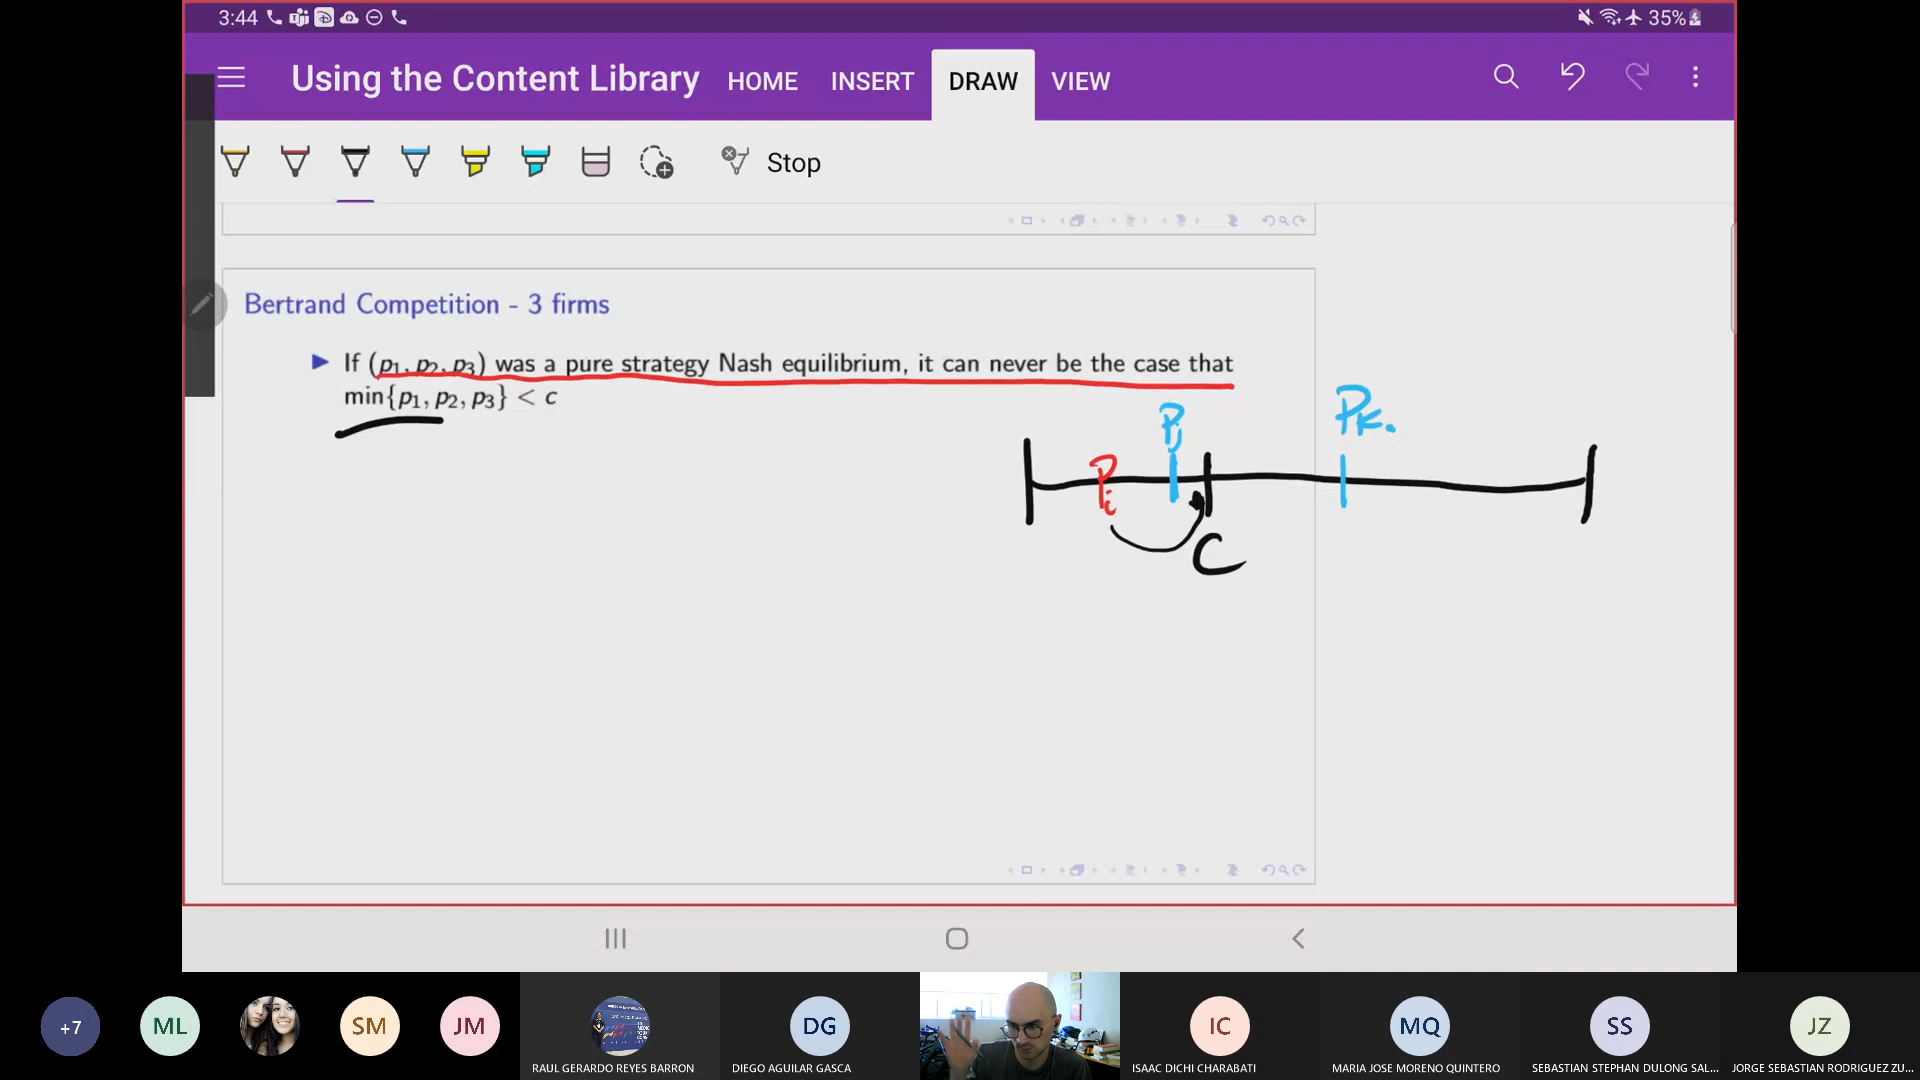 3:44
35%
Using the Content Library HOME INSERT DRAW VIEW
Stop
Bertrand Competition - 3 firms
If (p1, p2, p3) was a pure strategy Nash equilibrium, it can never be the case that
min{p1, p2, p3} < c
Pj
Pk.
Pi
C
+7
ML
SM
JM
DG
IC
MQ
SS
JZ
RAUL GERARDO REYES BARRON
DIEGO AGUILAR GASCA
ISAAC DICHI CHARABATI
MARIA JOSE MORENO QUINTERO
SEBASTIAN STEPHAN DULONG SAL...
JORGE SEBASTIAN RODRIGUEZ ZU...